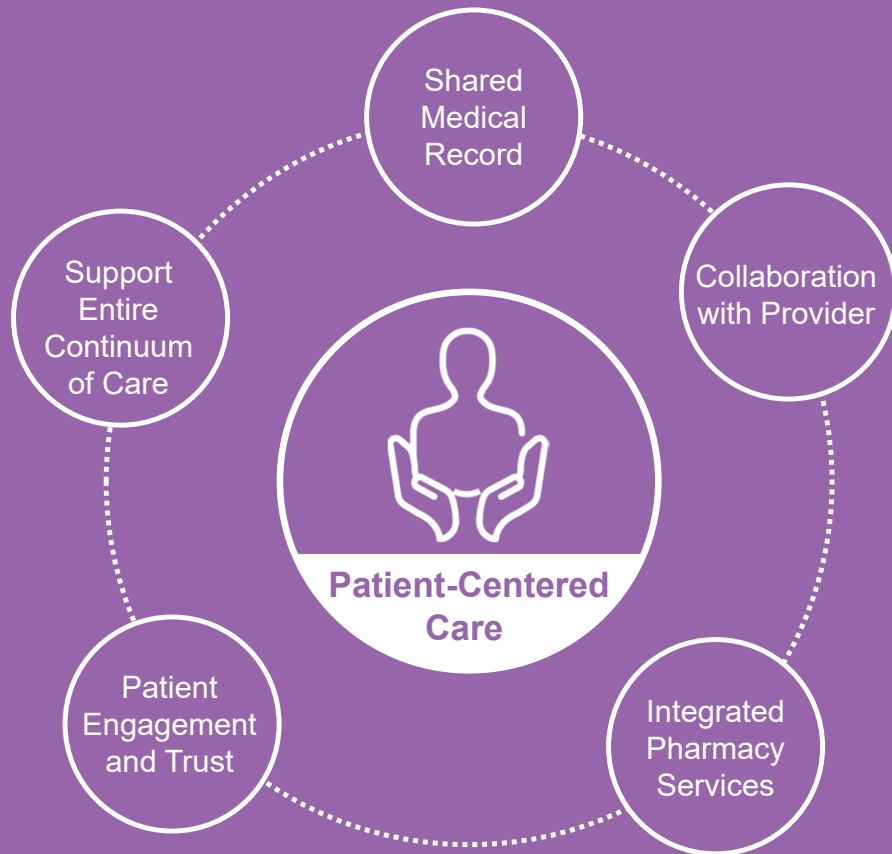 Shared
Medical
Record
Collaboration
with Provider
Integrated
Pharmacy
Services
Patient
Engagement
and Trust
Support
Entire
Continuum
of Care
Patient-Centered
Care